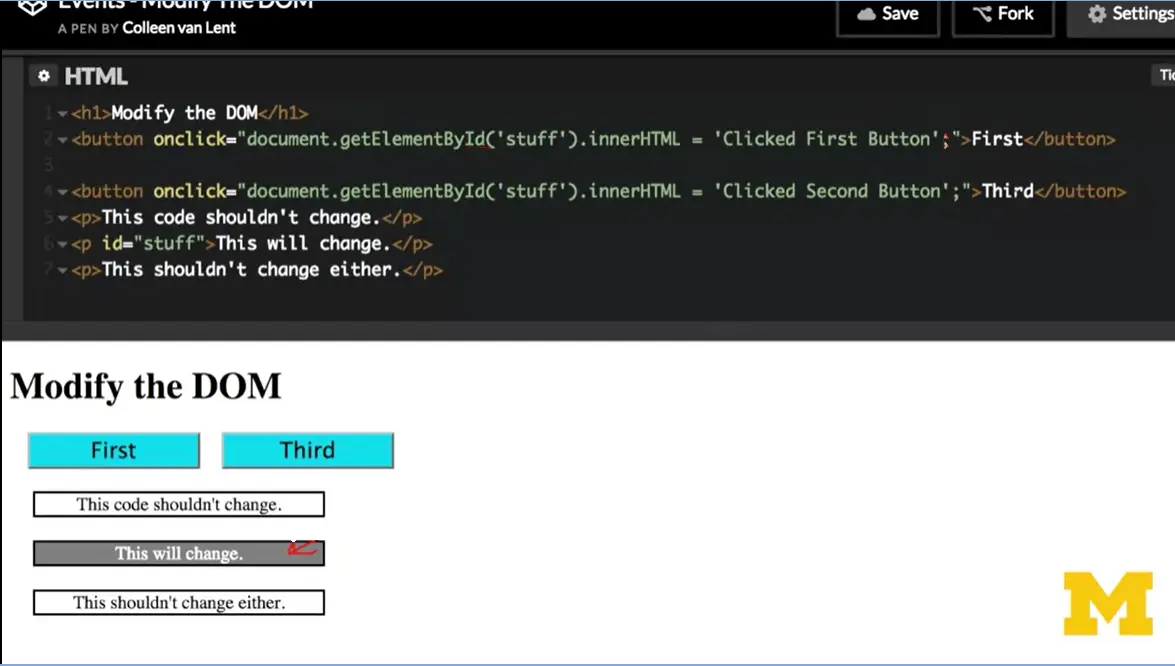 Events - Modify The DOM
A PEN BY Colleen van Lent
Save
Fork
Settings
HTML
Ti
1 <h1>Modify the DOM</h1>
2 <button onclick="document.getElementById('stuff').innerHTML = 'Clicked First Button';">First</button>
3
4 <button onclick="document.getElementById('stuff').innerHTML = 'Clicked Second Button';">Third</button>
5 <p>This code shouldn't change.</p>
6 <p id="stuff">This will change.</p>
7 <p>This shouldn't change either.</p>
Modify the DOM
First Third
This code shouldn't change.
This will change.
This shouldn't change either.
M